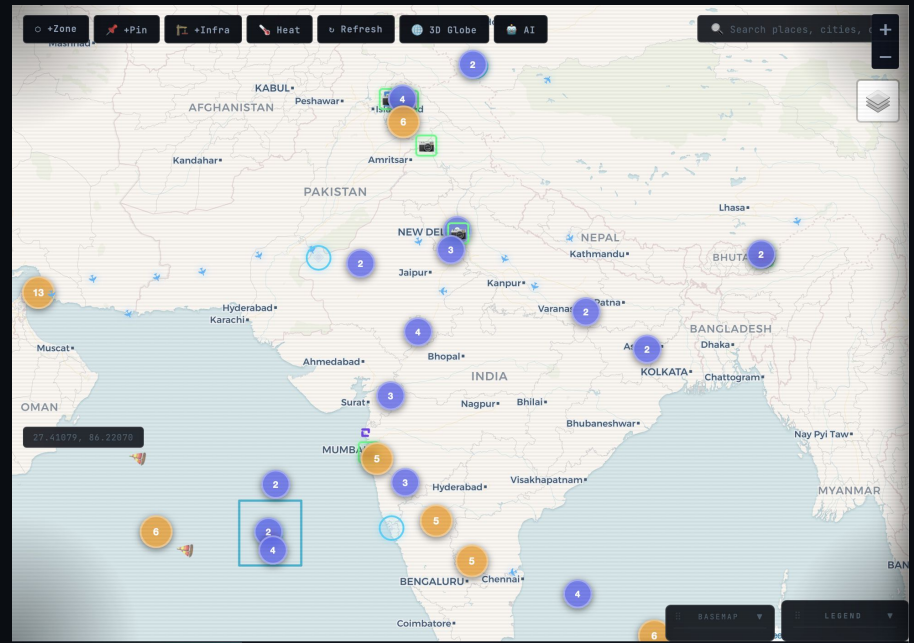 ○ +Zone
+Pin
+Infra
Heat
↻ Refresh
3D Globe
AI
Search places, cities,
+
−
2
KABUL
Peshawar
4
AFGHANISTAN
6
Amritsar
Kandahar
PAKISTAN
Lhasa
NEW DEL
NEPAL
3
Kathmandu
2
BHUTA
2
Jaipur
Kanpur
13
Hyderabad
Karachi
Varanas
2
Patna
BANGLADESH
4
Muscat
Dhaka
2
Ahmedabad
Bhopal
KOLKATA
Chattogram
INDIA
OMAN
Surat
3
Nagpur
Bhilai
Bhubaneshwar
27.41079, 86.22870
Nay Pyi Taw
MUMBA
5
2
3
Hyderabad
Visakhapatnam
MYANMAR
6
2
4
5
5
BAN
BENGALURU
Chennai
4
Coimbatore
6
BASEMAP ▼
LEGEND ▼